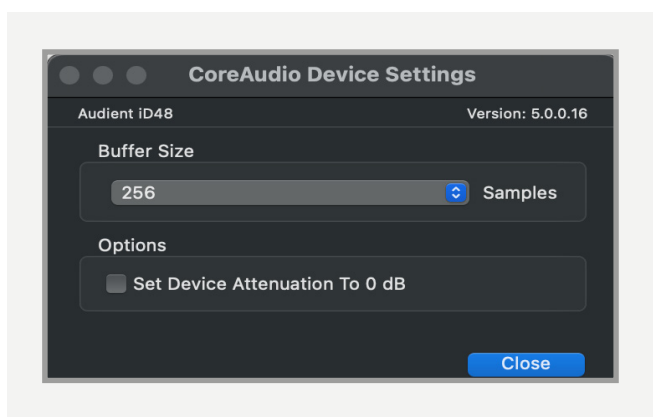 CoreAudio Device Settings
Audient iD48 Version: 5.0.0.16
Buffer Size
256 Samples
Options
Set Device Attenuation To 0 dB
Close